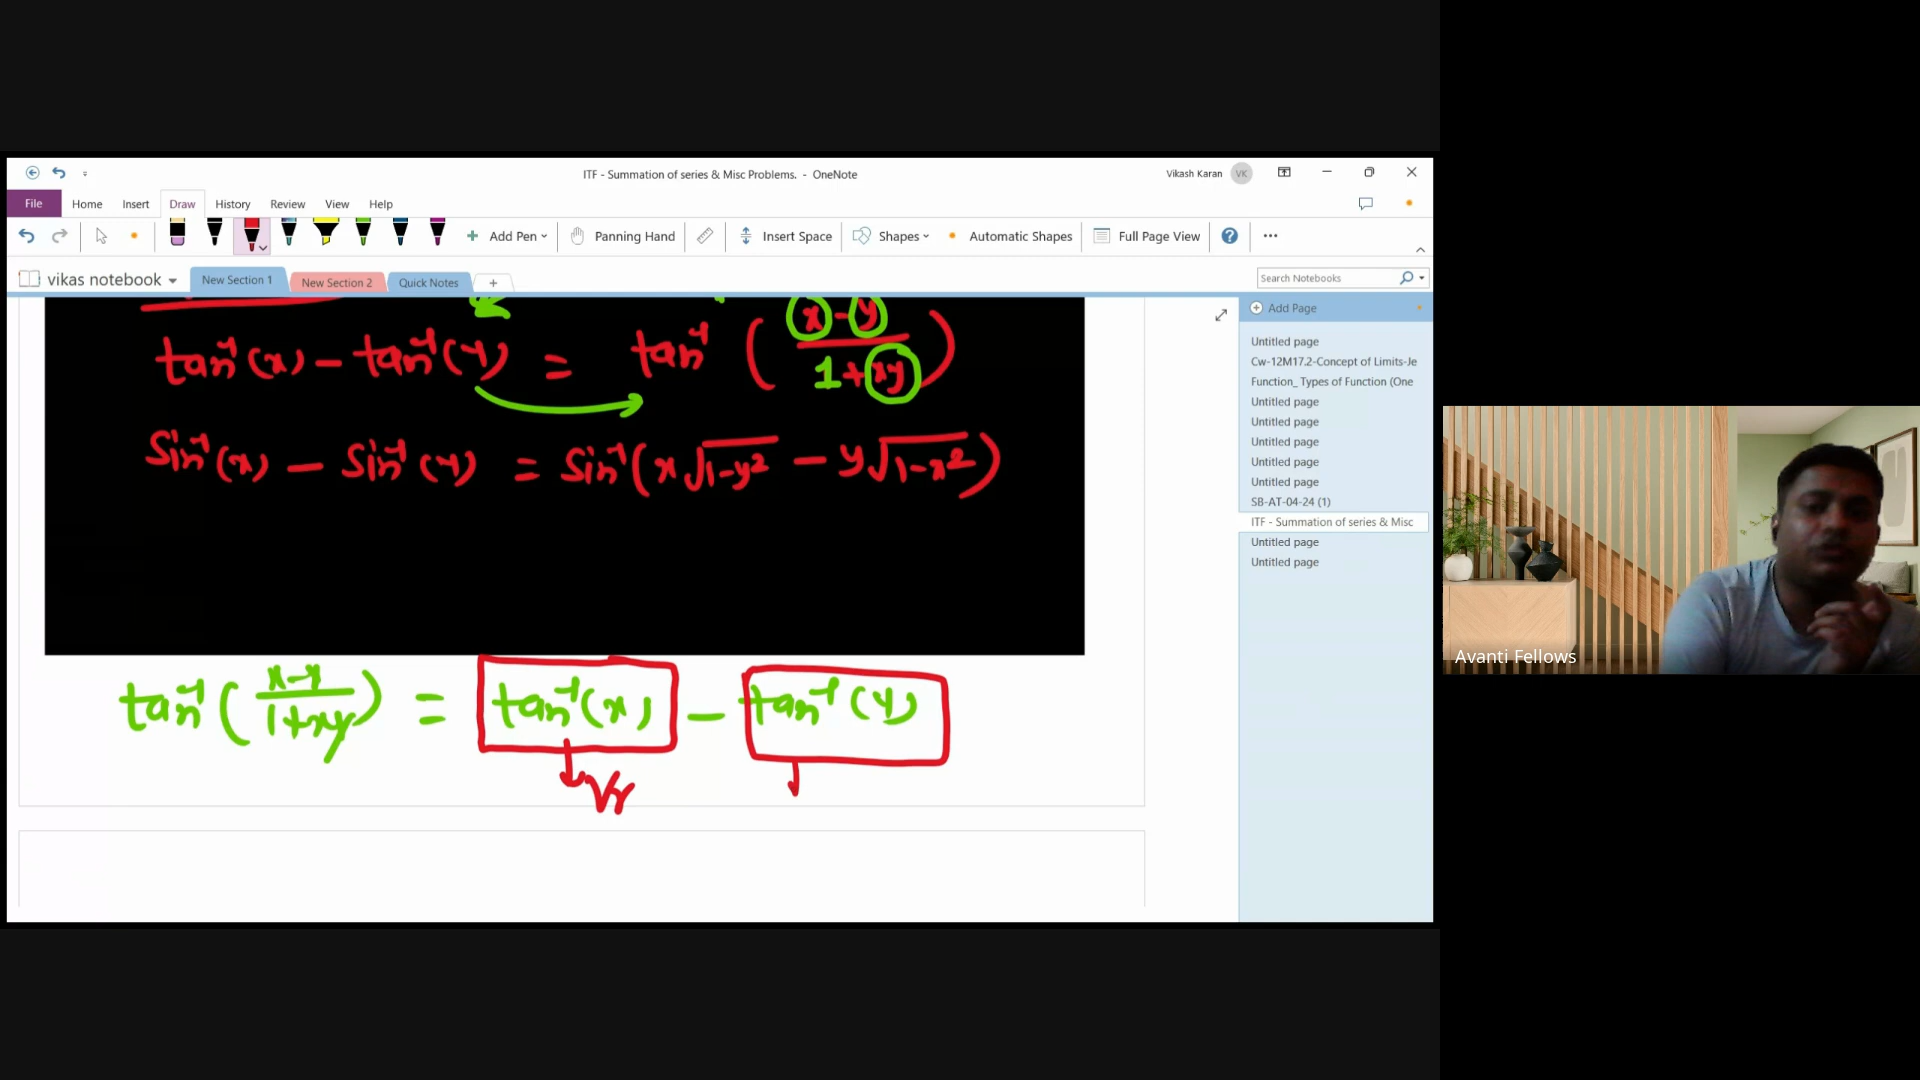 ITF - Summation of series & Misc Problems. - OneNote
Vikash Karan VK
File Home Insert Draw History Review View Help
Add Pen Panning Hand Insert Space Shapes Automatic Shapes Full Page View
vikas notebook New Section 1 New Section 2 Quick Notes +
Search Notebooks
tan⁻¹(x) - tan⁻¹(y) = tan⁻¹((x-y)/(1+xy))
Sin⁻¹(x) - Sin⁻¹(y) = Sin⁻¹(x√(1-y²) - y√(1-x²))
tan⁻¹((x-y)/(1+xy)) = tan⁻¹(x) - tan⁻¹(y)
Add Page
Untitled page
Cw-12M17.2-Concept of Limits-Je
Function_ Types of Function (One
Untitled page
Untitled page
Untitled page
Untitled page
Untitled page
SB-AT-04-24 (1)
ITF - Summation of series & Misc
Untitled page
Untitled page
Avanti Fellows